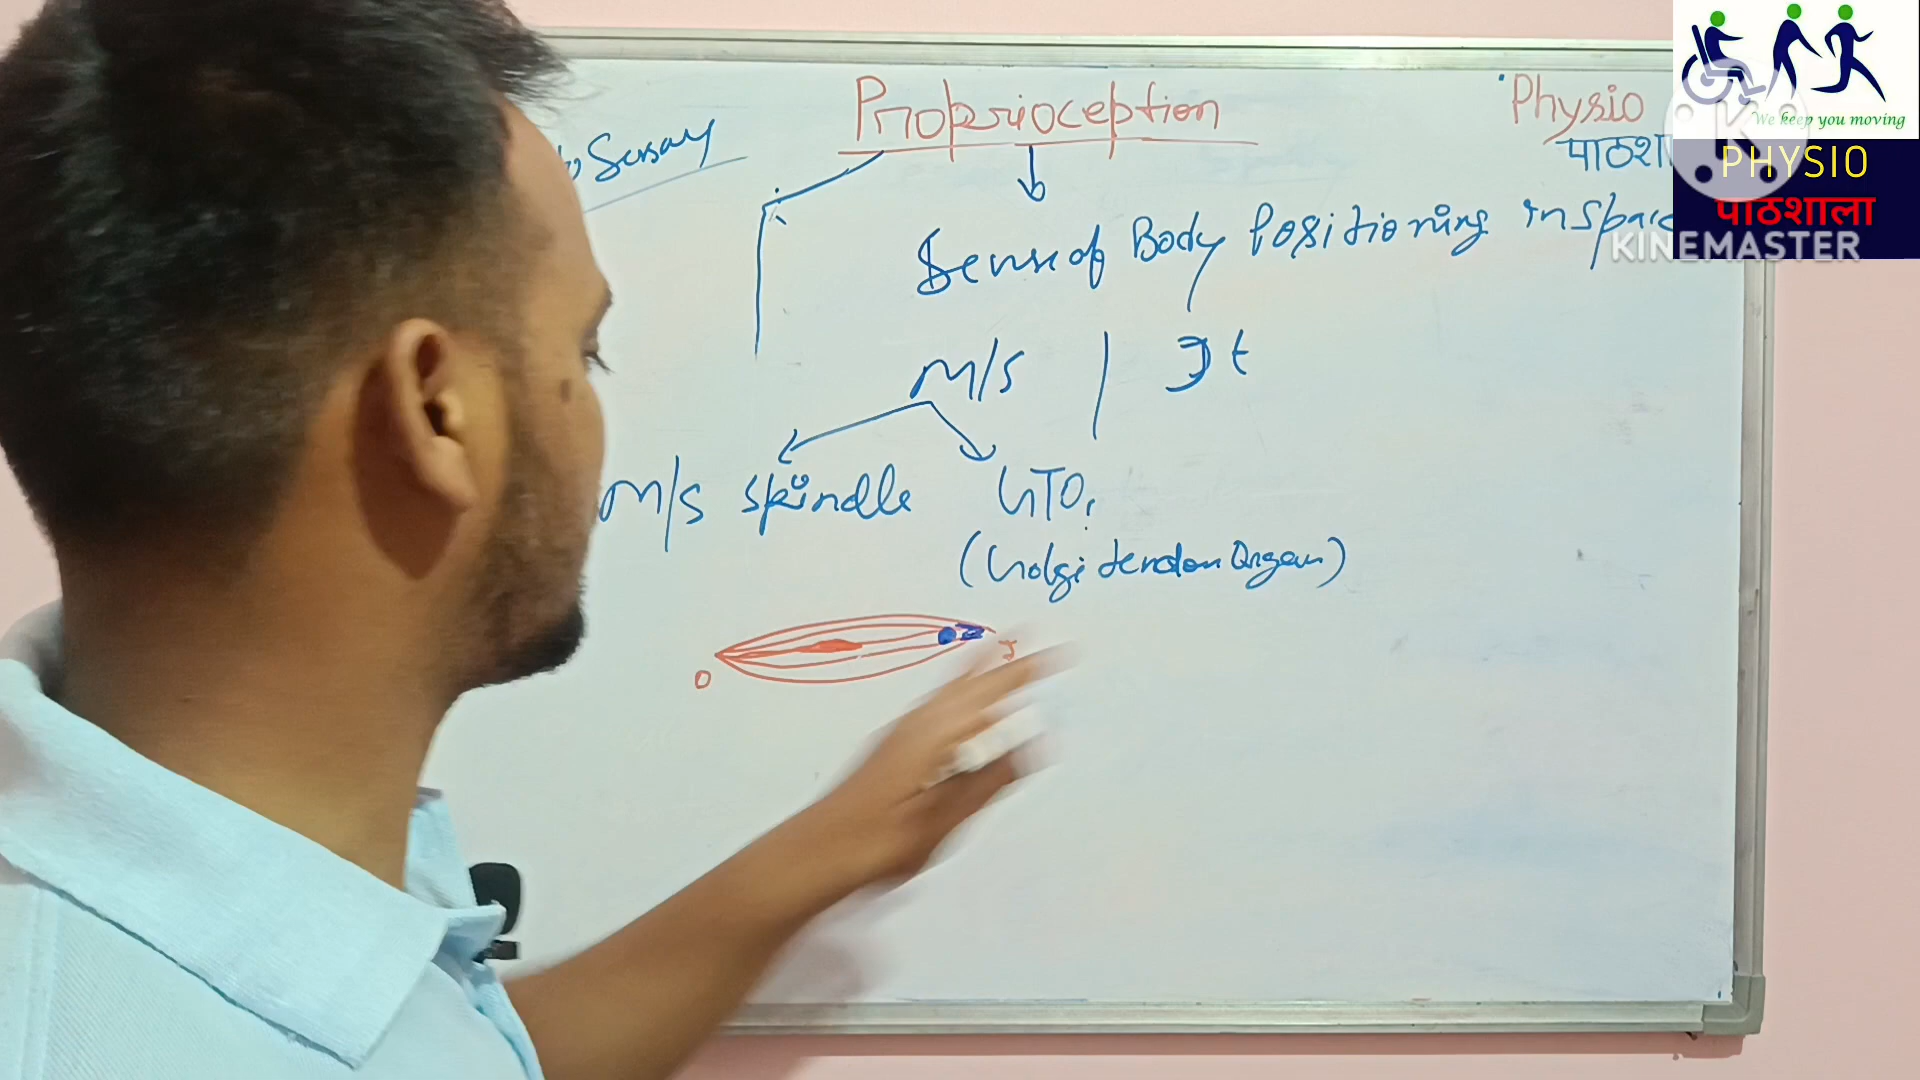 Proprioception
Physio
पाठशा
Sensory
Sense of Body Positioning in Space
M/S | Jt
M/S spindle GTO
(Golgi tendon Organ)
O
We keep you moving
PHYSIO
पाठशाला
KINEMASTER